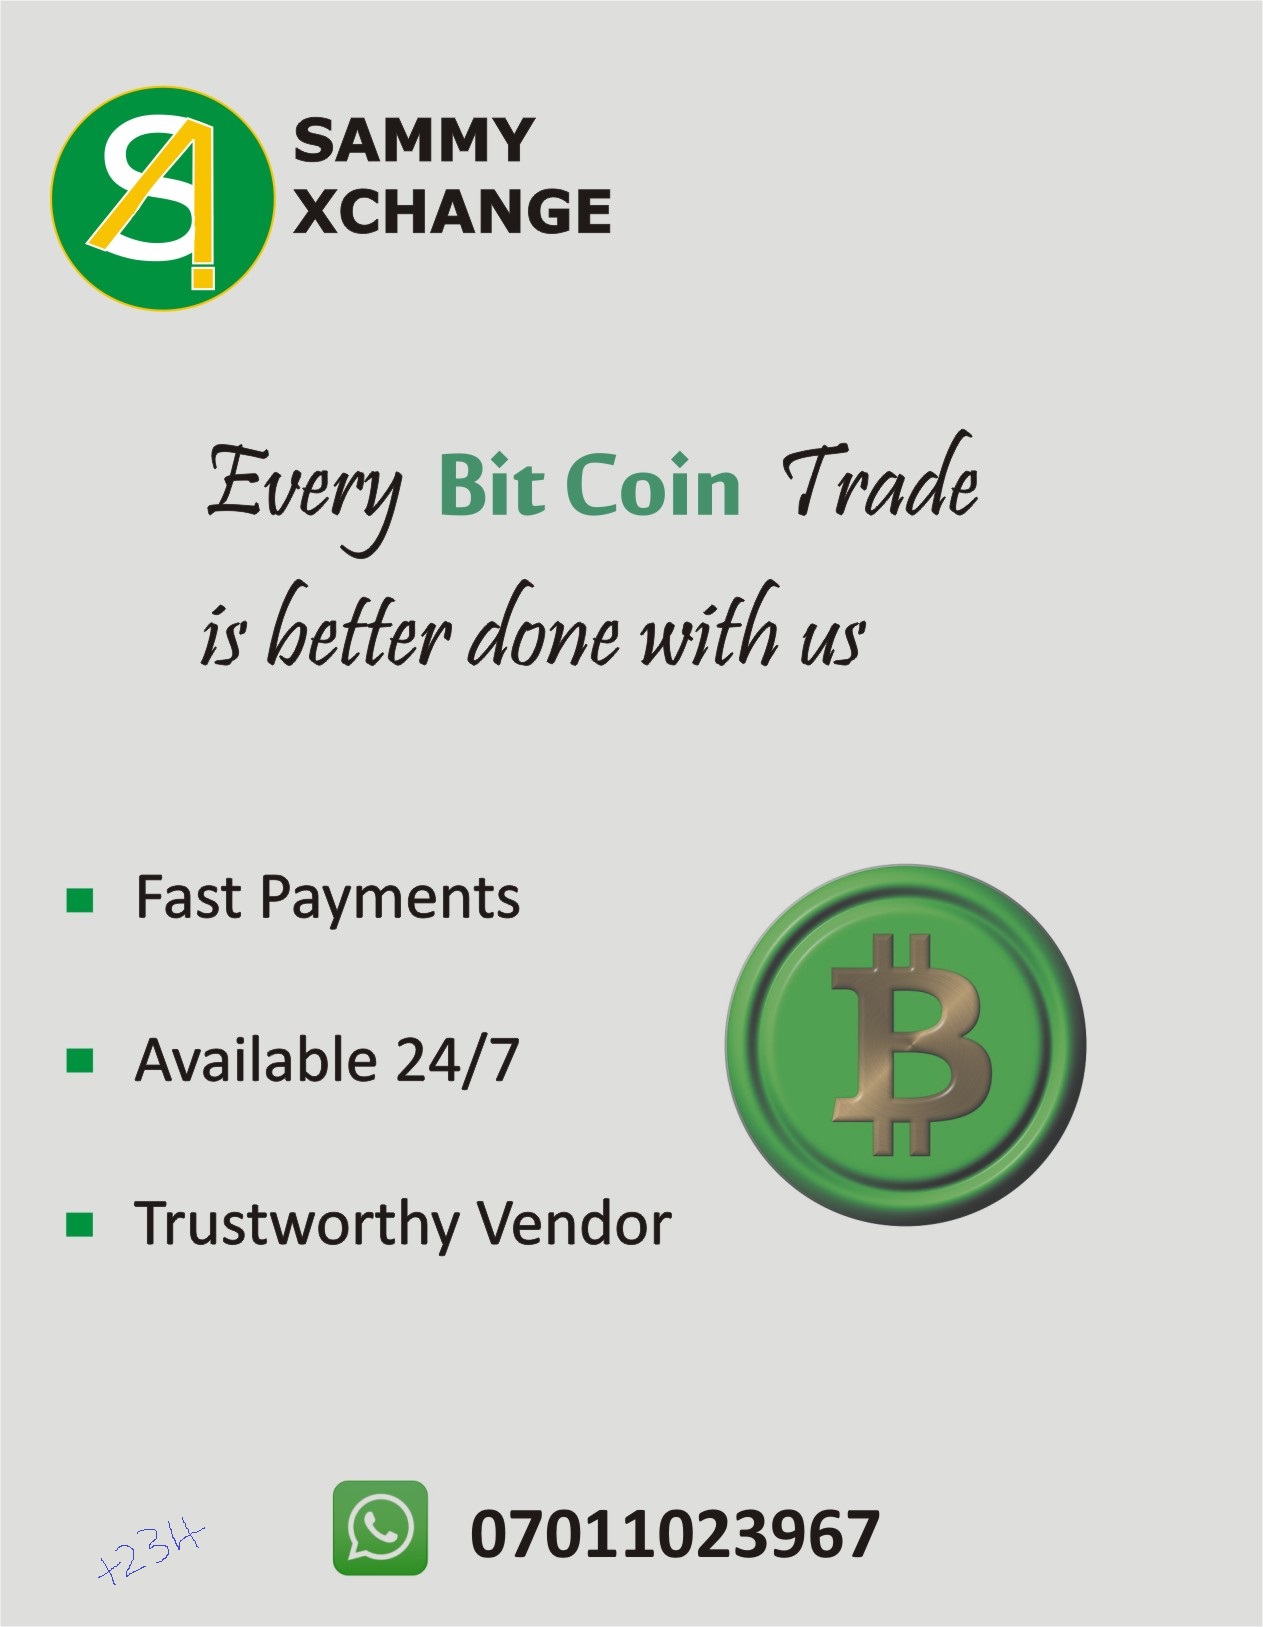 SA
SAMMY
XCHANGE
Every Bit Coin Trade
is better done with us
Fast Payments
Available 24/7
Trustworthy Vendor
+234
07011023967